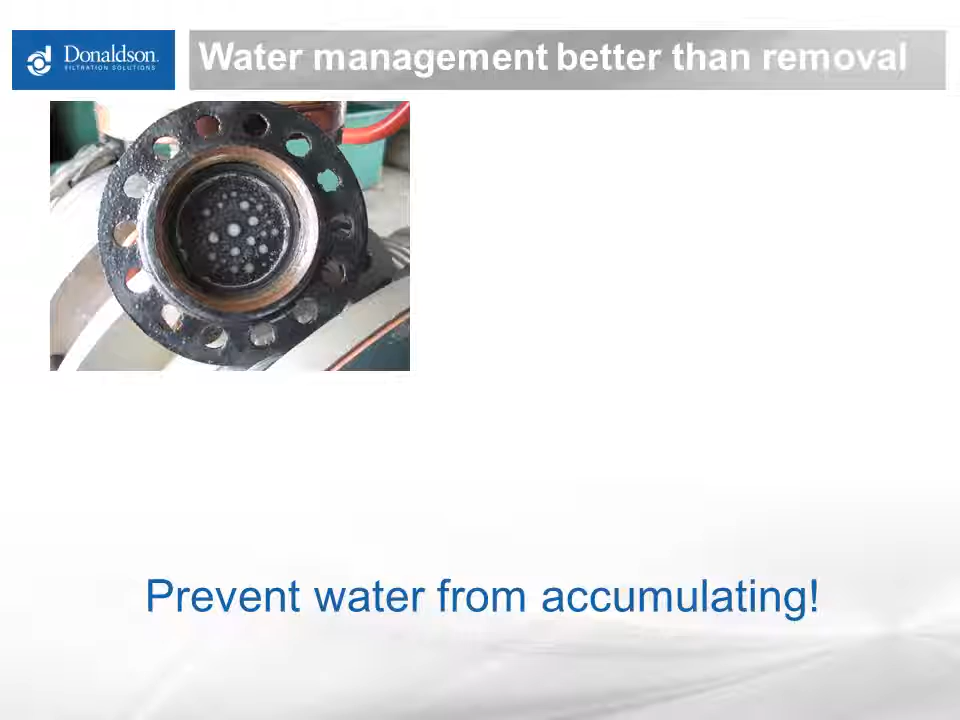 Donaldson
FILTRATION SOLUTIONS
Water management better than removal
Prevent water from accumulating!